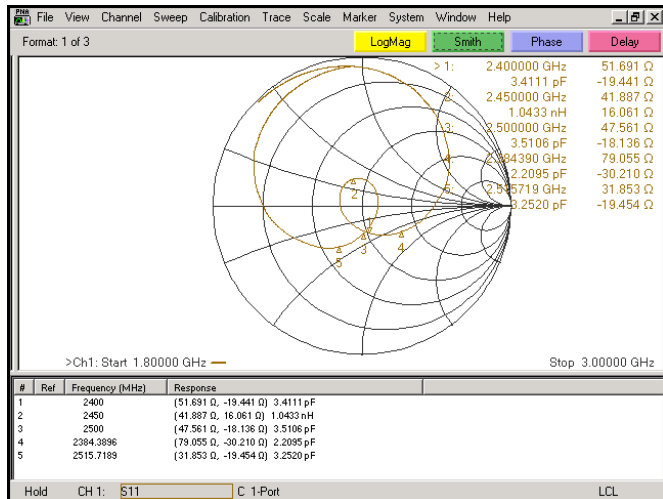 PNA File View Channel Sweep Calibration Trace Scale Marker System Window Help
Format: 1 of 3 LogMag Smith Phase Delay
> 1: 2.400000 GHz 51.691 Ω
3.4111 pF -19.441 Ω
2: 2.450000 GHz 41.887 Ω
1.0433 nH 16.061 Ω
3: 2.500000 GHz 47.561 Ω
3.5106 pF -18.136 Ω
4: 2.384390 GHz 79.055 Ω
2.2095 pF -30.210 Ω
5: 2.515719 GHz 31.853 Ω
3.2520 pF -19.454 Ω
2
3
4
5
>Ch1: Start 1.80000 GHz Stop 3.00000 GHz
# Ref Frequency (MHz) Response
1 2400 (51.691 Ω, -19.441 Ω) 3.4111 pF
2 2450 (41.887 Ω, 16.061 Ω) 1.0433 nH
3 2500 (47.561 Ω, -18.136 Ω) 3.5106 pF
4 2384.3896 (79.055 Ω, -30.210 Ω) 2.2095 pF
5 2515.7189 (31.853 Ω, -19.454 Ω) 3.2520 pF
Hold CH 1: S11 C 1-Port LCL